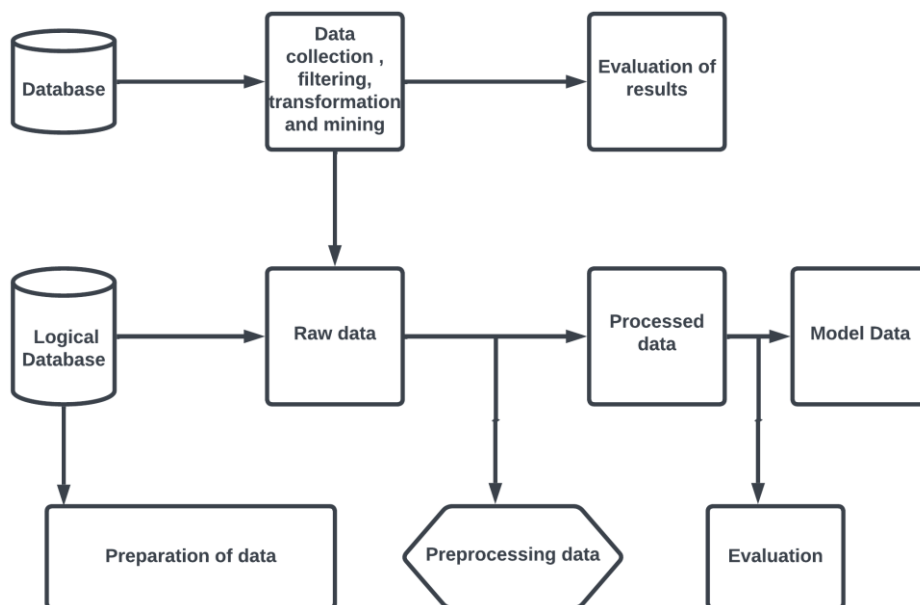 Database
Data
collection ,
filtering,
transformation
and mining
Evaluation of
results
Logical
Database
Raw data
Processed
data
Model Data
Preparation of data
Preprocessing data
Evaluation